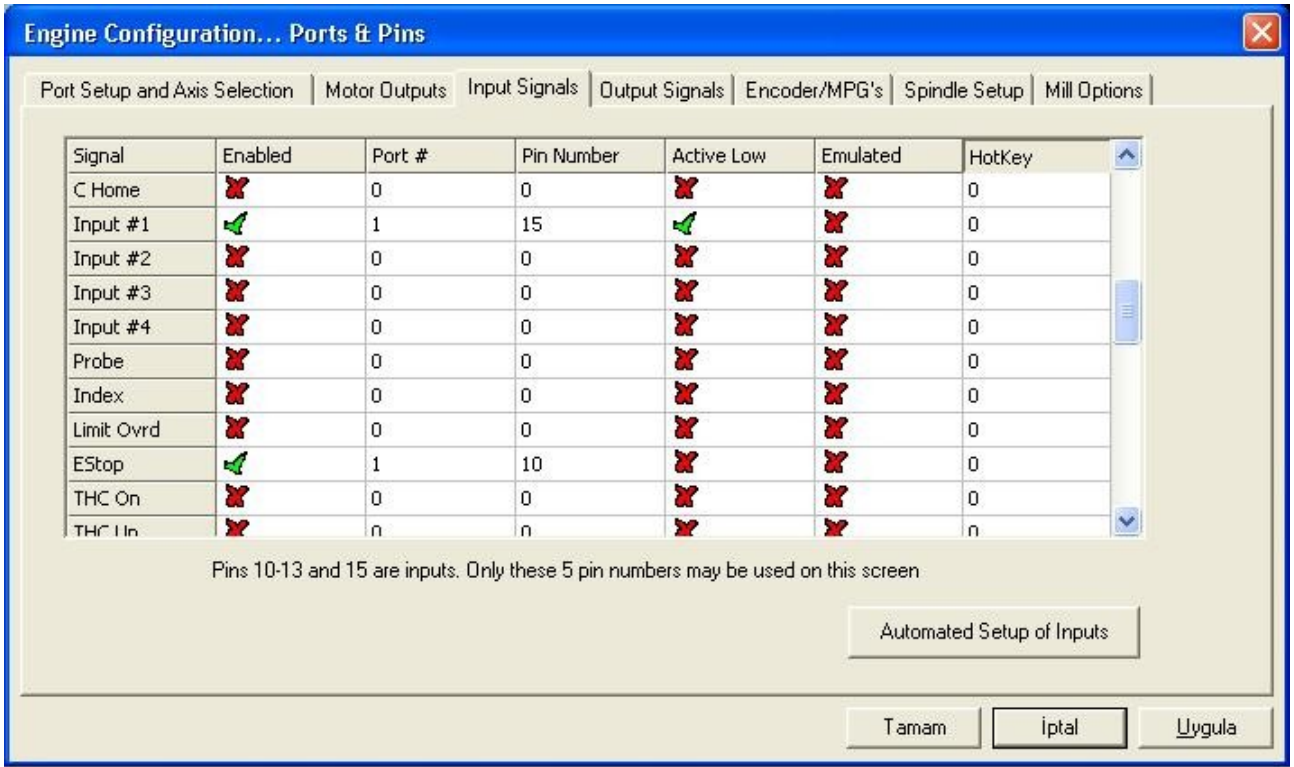 Engine Configuration... Ports & Pins
Port Setup and Axis Selection Motor Outputs Input Signals Output Signals Encoder/MPG's Spindle Setup Mill Options
Signal Enabled Port # Pin Number Active Low Emulated HotKey
C Home 0 0 0
Input #1 1 15 0
Input #2 0 0 0
Input #3 0 0 0
Input #4 0 0 0
Probe 0 0 0
Index 0 0 0
Limit Ovrd 0 0 0
EStop 1 10 0
THC On 0 0 0
THC Up 0 0 0
Pins 10-13 and 15 are inputs. Only these 5 pin numbers may be used on this screen
Automated Setup of Inputs
Tamam İptal Uygula